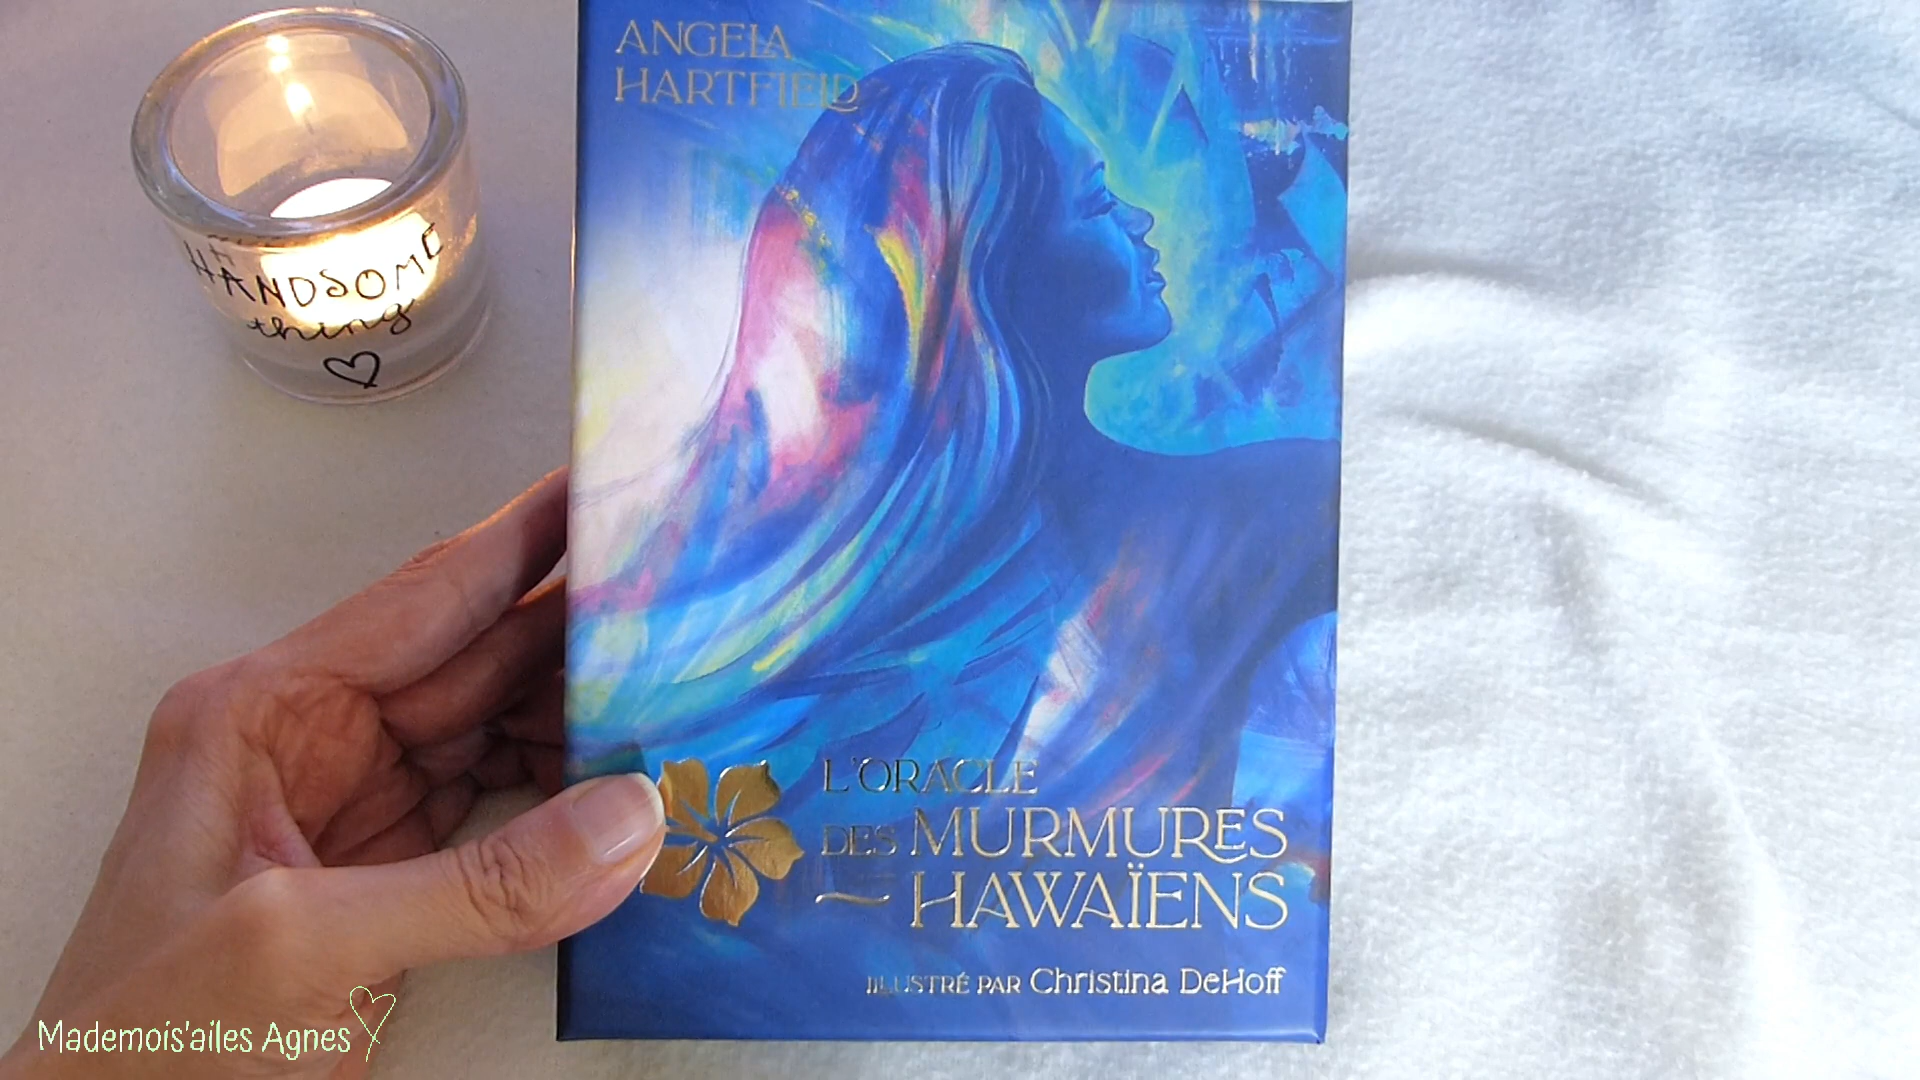 ANGELA
HARTFIELD
HANDSOME
thing
L'ORACLE
DES MURMURES
HAWAÏENS
ILLUSTRÉ PAR Christina DeHoff
Mademois'ailes Agnes